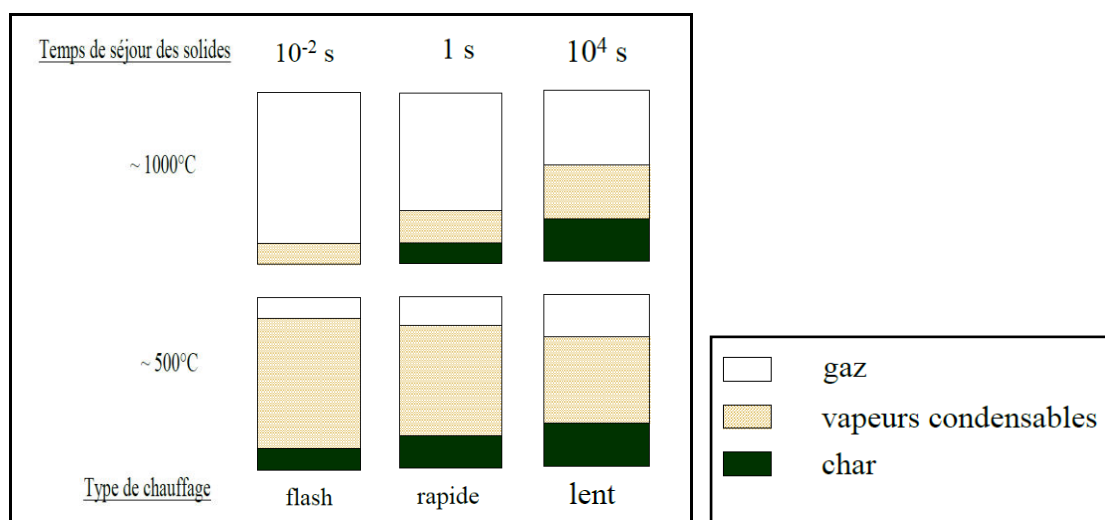 Temps de séjour des solides 10-2 s 1 s 10⁴ s
~ 1000°C
~ 500°C
Type de chauffage flash rapide lent
gaz
vapeurs condensables
char